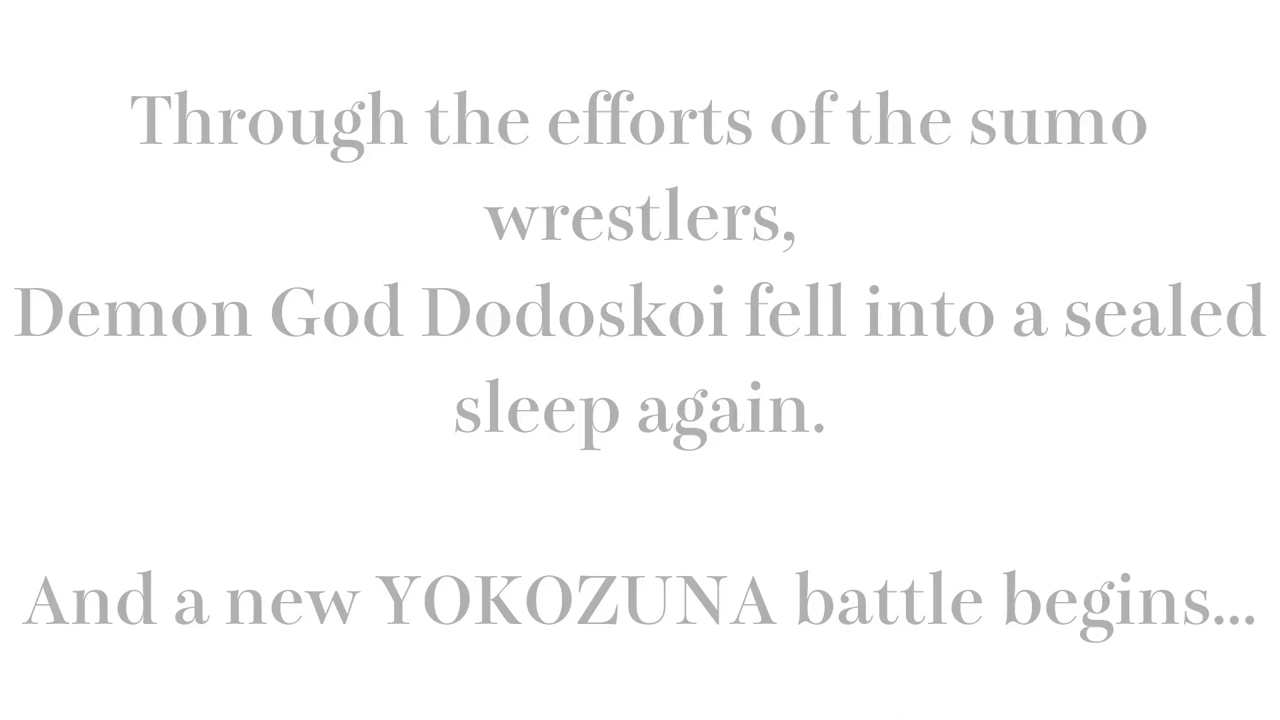 Through the efforts of the sumo
wrestlers,
Demon God Dodoskoi fell into a sealed
sleep again.
And a new YOKOZUNA battle begins...